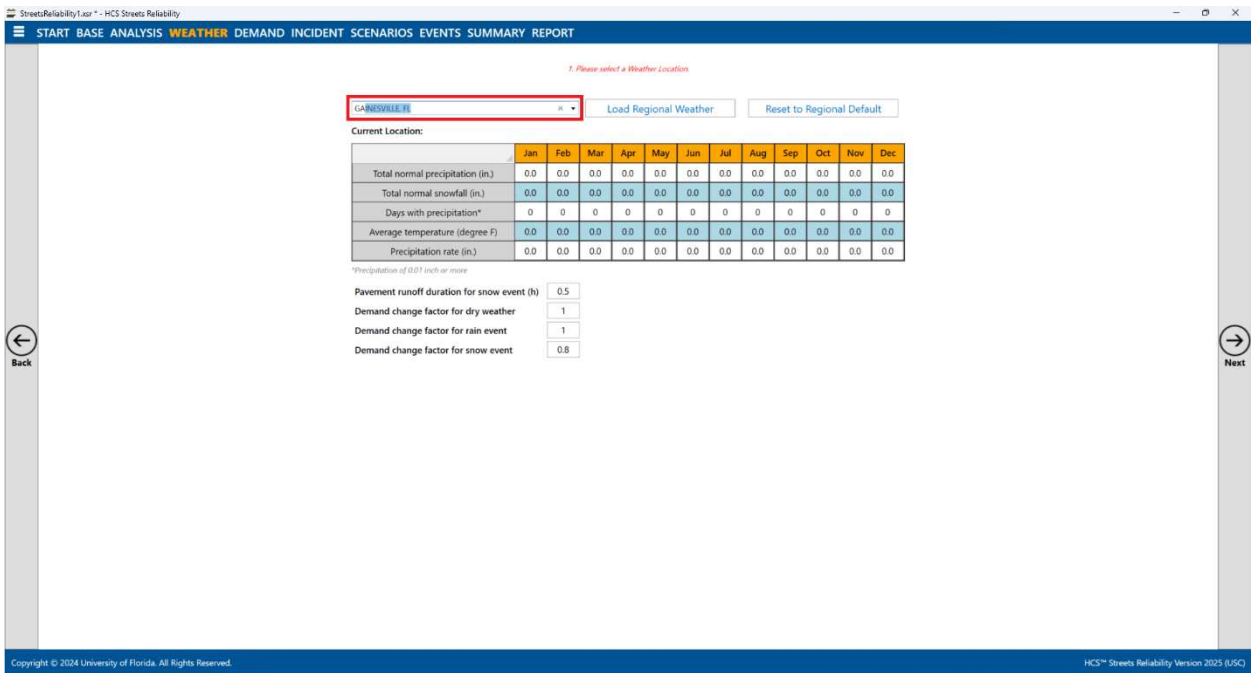 StreetsReliability1.xsr * - HCS Streets Reliability
START BASE ANALYSIS WEATHER DEMAND INCIDENT SCENARIOS EVENTS SUMMARY REPORT
1. Please select a Weather Location.
GAINESVILLE, FL Load Regional Weather Reset to Regional Default
Current Location:
Jan Feb Mar Apr May Jun Jul Aug Sep Oct Nov Dec
Total normal precipitation (in.) 0.0 0.0 0.0 0.0 0.0 0.0 0.0 0.0 0.0 0.0 0.0 0.0
Total normal snowfall (in.) 0.0 0.0 0.0 0.0 0.0 0.0 0.0 0.0 0.0 0.0 0.0 0.0
Days with precipitation* 0 0 0 0 0 0 0 0 0 0 0 0
Average temperature (degree F) 0.0 0.0 0.0 0.0 0.0 0.0 0.0 0.0 0.0 0.0 0.0 0.0
Precipitation rate (in.) 0.0 0.0 0.0 0.0 0.0 0.0 0.0 0.0 0.0 0.0 0.0 0.0
*Precipitation of 0.01 inch or more
Pavement runoff duration for snow event (h) 0.5
Demand change factor for dry weather 1
Demand change factor for rain event 1
Demand change factor for snow event 0.8
Back
Next
Copyright © 2024 University of Florida. All Rights Reserved. HCS™ Streets Reliability Version 2025 (USC)